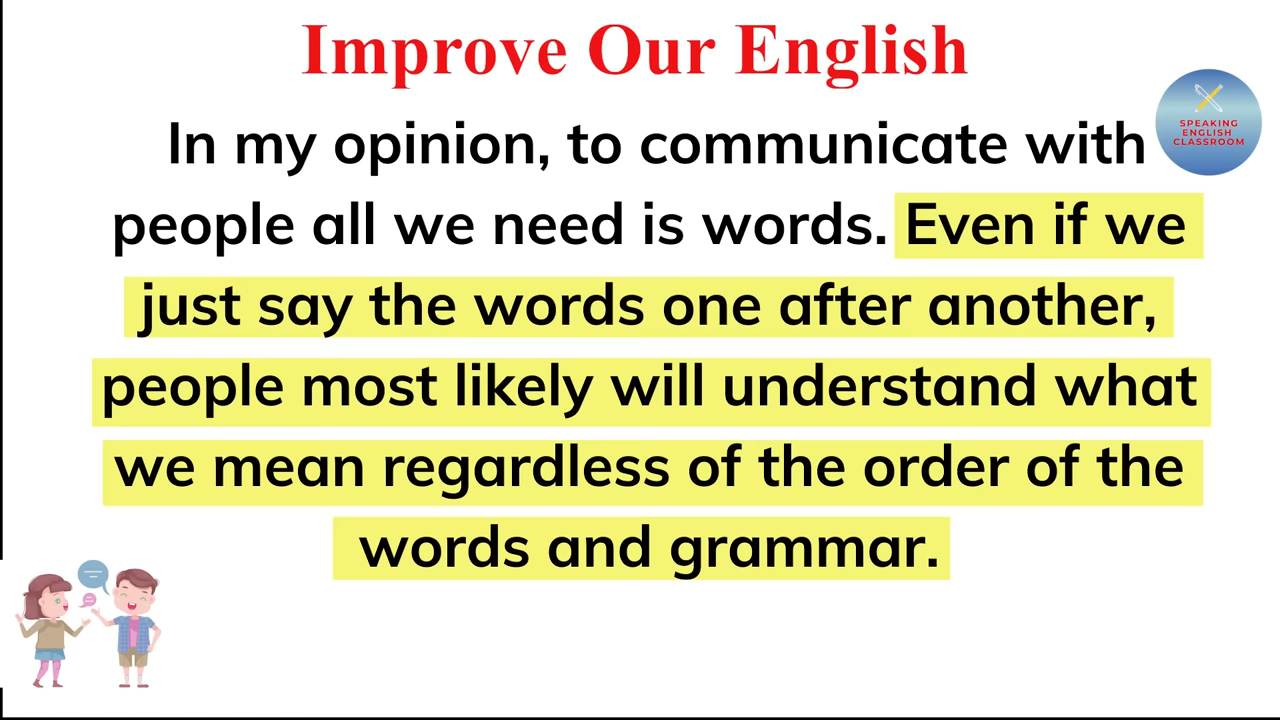 Improve Our English
In my opinion, to communicate with
people all we need is words. Even if we
just say the words one after another,
people most likely will understand what
we mean regardless of the order of the
words and grammar.
SPEAKING
ENGLISH
CLASSROOM